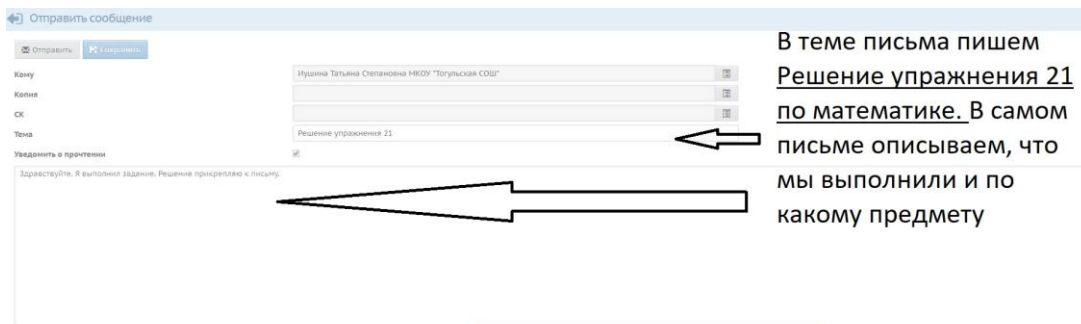 Отправить сообщение
Отправить Сохранить
Кому Иушина Татьяна Степановна МКОУ "Тогульская СОШ"
Копия
СК
Тема Решение упражнения 21
Уведомить о прочтении
Здравствуйте. Я выполнил задание. Решение прикрепляю к письму.
В теме письма пишем
Решение упражнения 21
по математике. В самом
письме описываем, что
мы выполнили и по
какому предмету